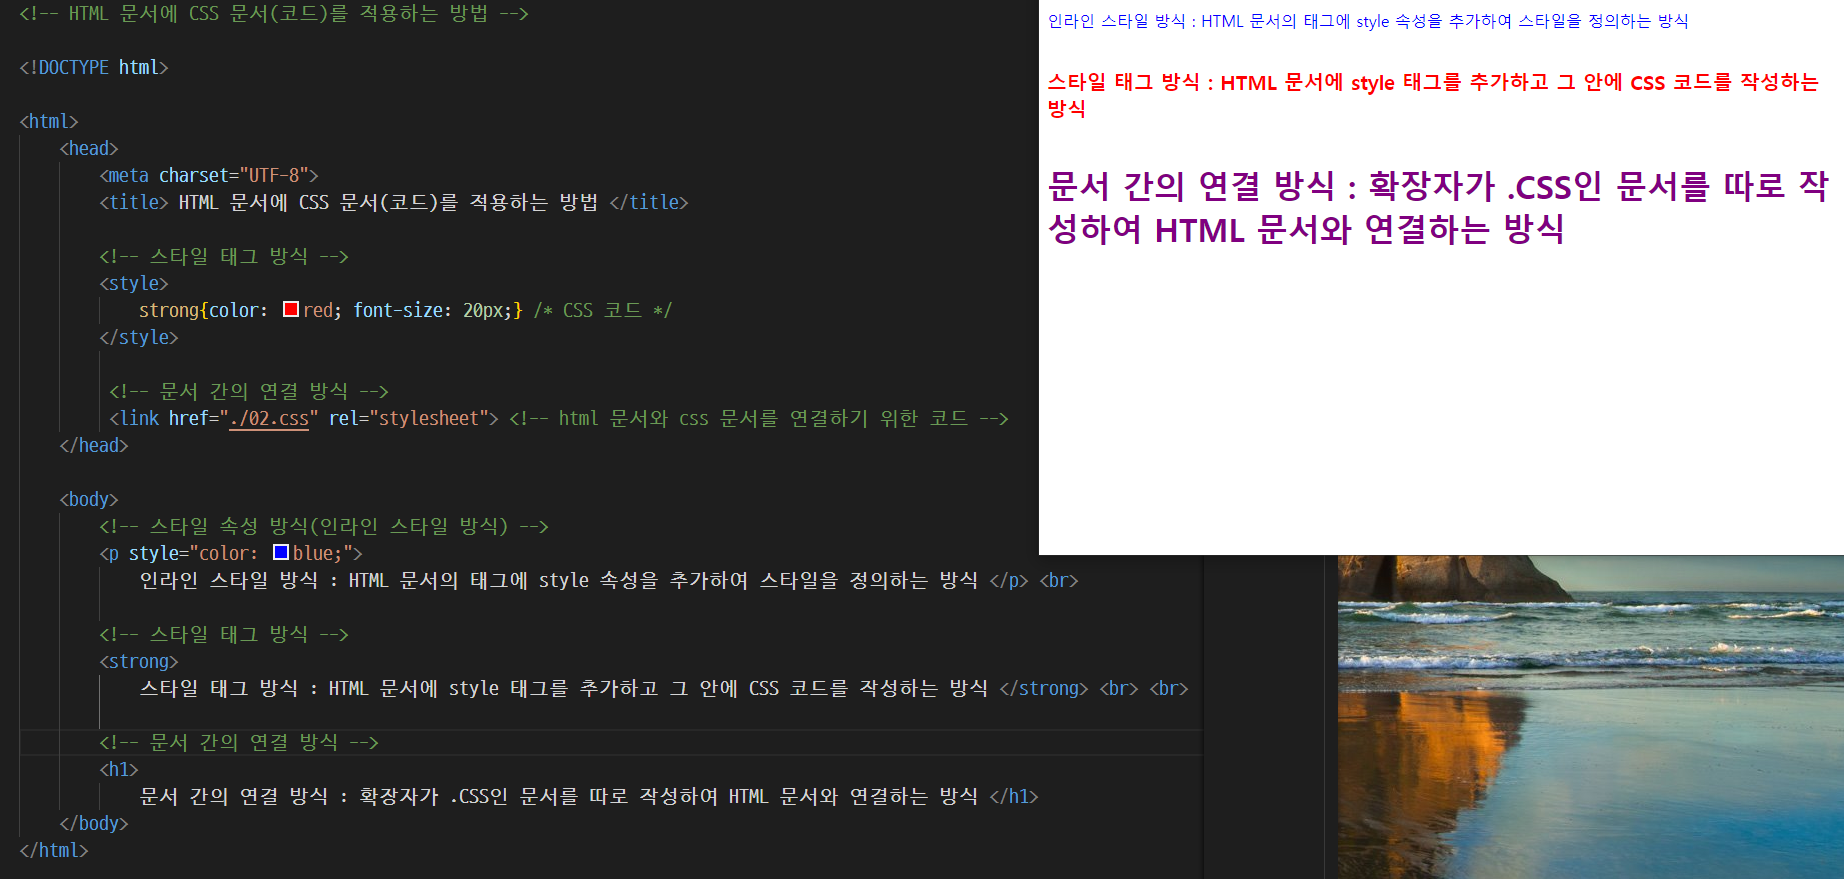 <!-- HTML 문서에 CSS 문서(코드)를 적용하는 방법 -->
<!DOCTYPE html>
<html>
<head>
<meta charset="UTF-8">
<title> HTML 문서에 CSS 문서(코드)를 적용하는 방법 </title>
<!-- 스타일 태그 방식 -->
<style>
strong{color: red; font-size: 20px;} /* CSS 코드 */
</style>
<!-- 문서 간의 연결 방식 -->
<link href="./02.css" rel="stylesheet"> <!-- html 문서와 css 문서를 연결하기 위한 코드 -->
</head>
<body>
<!-- 스타일 속성 방식(인라인 스타일 방식) -->
<p style="color: blue;">
인라인 스타일 방식 : HTML 문서의 태그에 style 속성을 추가하여 스타일을 정의하는 방식 </p> <br>
<!-- 스타일 태그 방식 -->
<strong>
스타일 태그 방식 : HTML 문서에 style 태그를 추가하고 그 안에 CSS 코드를 작성하는 방식 </strong> <br> <br>
<!-- 문서 간의 연결 방식 -->
<h1>
문서 간의 연결 방식 : 확장자가 .CSS인 문서를 따로 작성하여 HTML 문서와 연결하는 방식 </h1>
</body>
</html>
인라인 스타일 방식 : HTML 문서의 태그에 style 속성을 추가하여 스타일을 정의하는 방식
스타일 태그 방식 : HTML 문서에 style 태그를 추가하고 그 안에 CSS 코드를 작성하는
방식
문서 간의 연결 방식 : 확장자가 .CSS인 문서를 따로 작
성하여 HTML 문서와 연결하는 방식